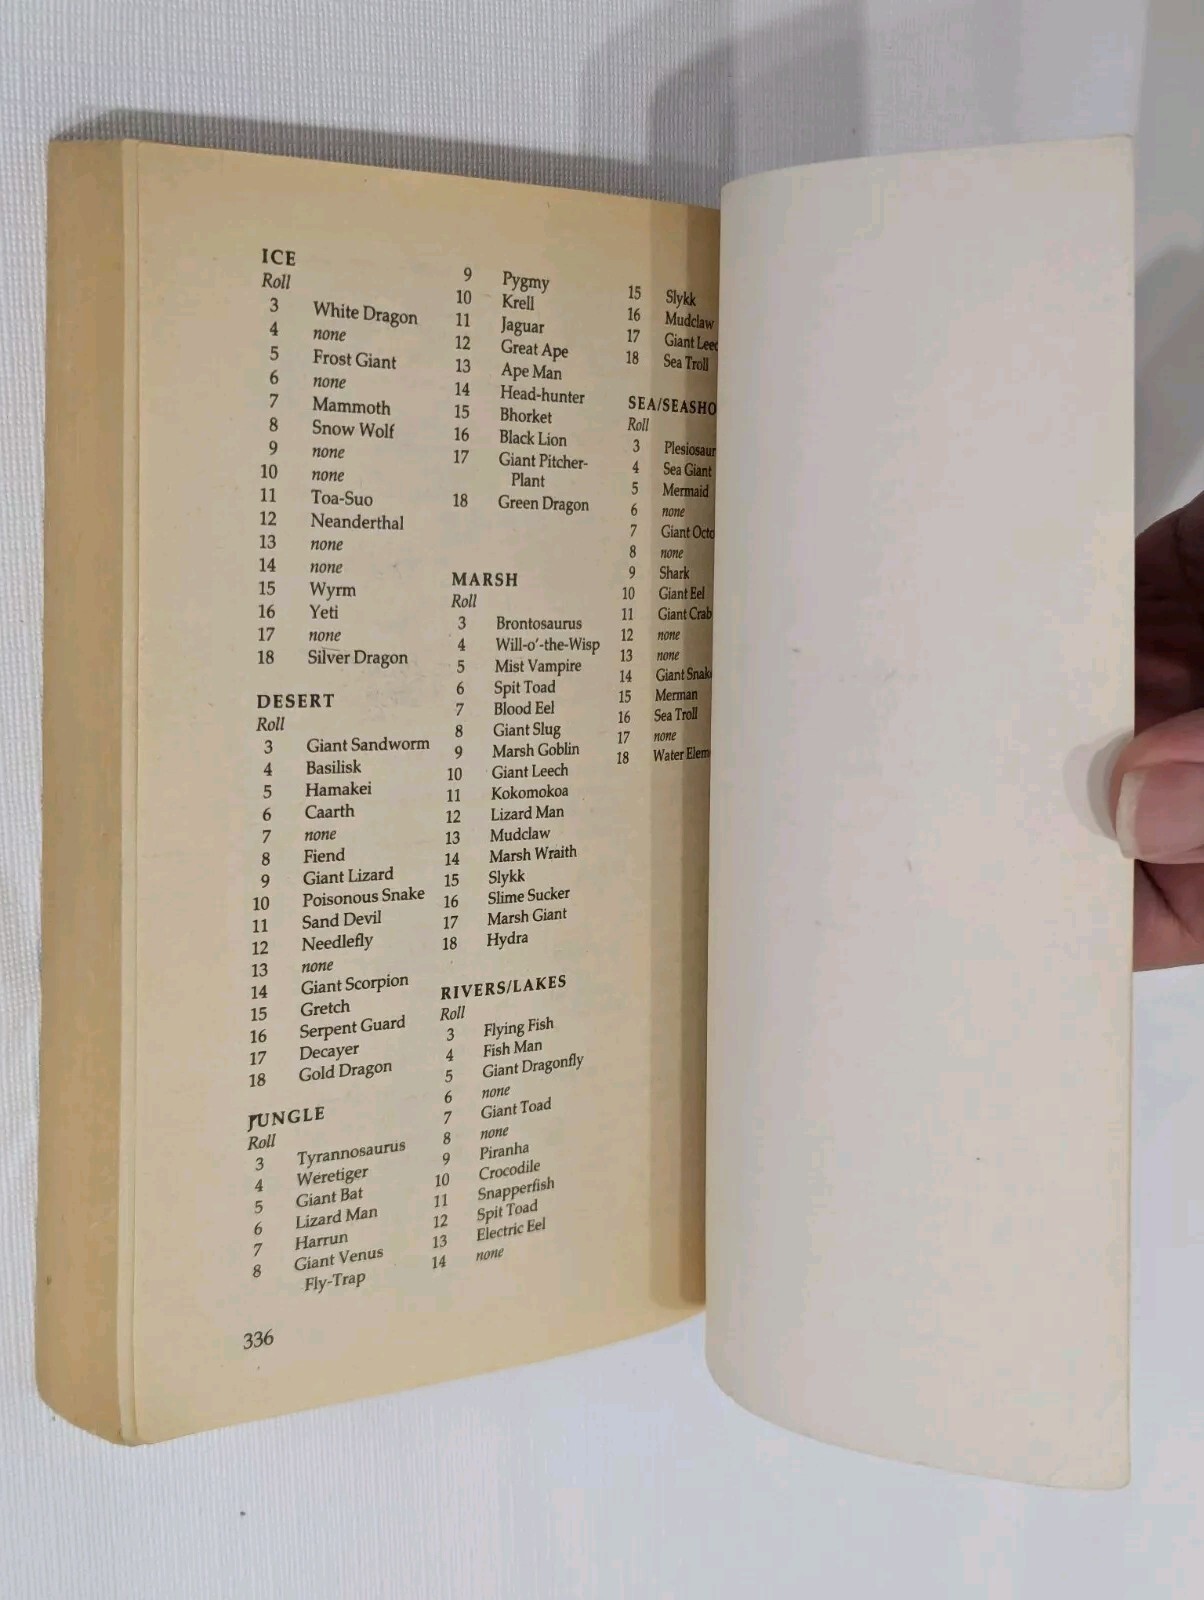 ICE
Roll
3 White Dragon
4 none
5 Frost Giant
6 none
7 Mammoth
8 Snow Wolf
9 none
10 none
11 Toa-Suo
12 Neanderthal
13 none
14 none
15 Wyrm
16 Yeti
17 none
18 Silver Dragon
DESERT
Roll
3 Giant Sandworm
4 Basilisk
5 Hamakei
6 Caarth
7 none
8 Fiend
9 Giant Lizard
10 Poisonous Snake
11 Sand Devil
12 Needlefly
13 none
14 Giant Scorpion
15 Gretch
16 Serpent Guard
17 Decayer
18 Gold Dragon
JUNGLE
Roll
3 Tyrannosaurus
4 Weretiger
5 Giant Bat
6 Lizard Man
7 Harrun
8 Giant Venus
Fly-Trap
9 Pygmy
10 Krell
11 Jaguar
12 Great Ape
13 Ape Man
14 Head-hunter
15 Bhorket
16 Black Lion
17 Giant Pitcher-
Plant
18 Green Dragon
MARSH
Roll
3 Brontosaurus
4 Will-o'-the-Wisp
5 Mist Vampire
6 Spit Toad
7 Blood Eel
8 Giant Slug
9 Marsh Goblin
10 Giant Leech
11 Kokomokoa
12 Lizard Man
13 Mudclaw
14 Marsh Wraith
15 Slykk
16 Slime Sucker
17 Marsh Giant
18 Hydra
RIVERS/LAKES
Roll
3 Flying Fish
4 Fish Man
5 Giant Dragonfly
6 none
7 Giant Toad
8 none
9 Piranha
10 Crocodile
11 Snapperfish
12 Spit Toad
13 Electric Eel
14 none
15 Slykk
16 Mudclaw
17 Giant Leec
18 Sea Troll
SEA/SEASHO
Roll
3 Plesiosaur
4 Sea Giant
5 Mermaid
6 none
7 Giant Octo
8 none
9 Shark
10 Giant Eel
11 Giant Crab
12 none
13 none
14 Giant Snak
15 Merman
16 Sea Troll
17 none
18 Water Elem
336